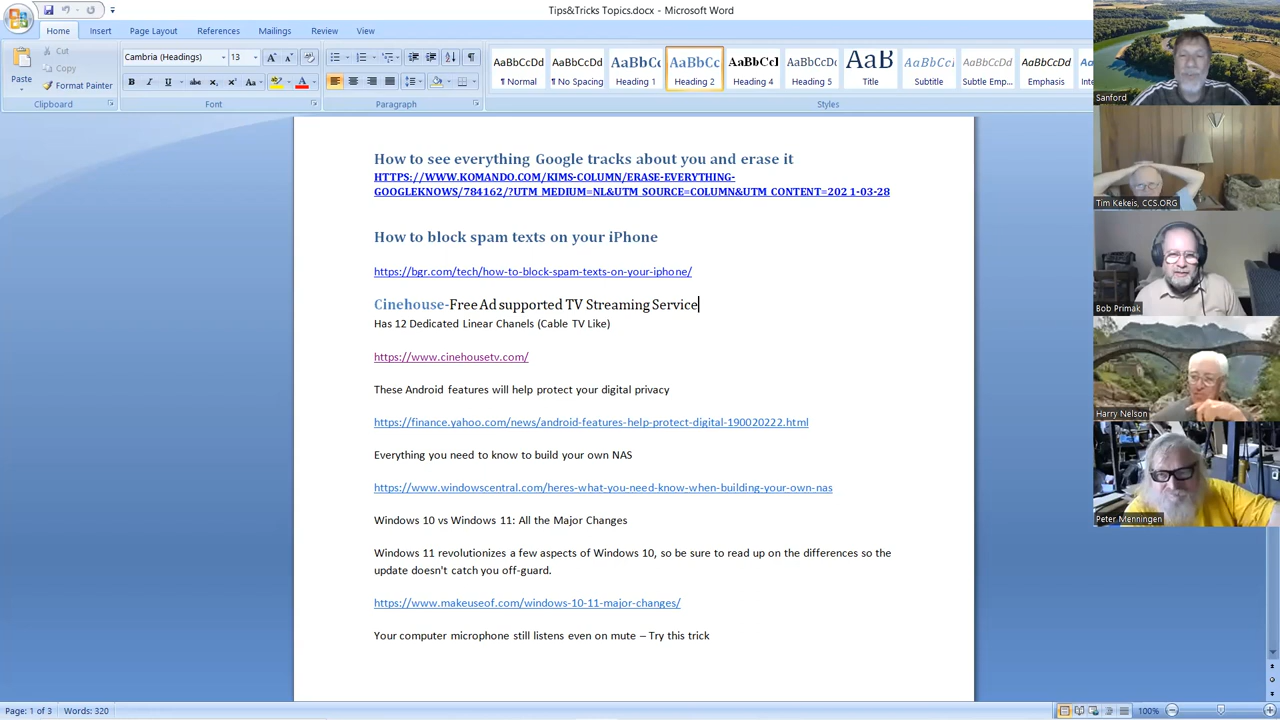 Tips&Tricks Topics.docx - Microsoft Word
Home Insert Page Layout References Mailings Review View
Paste
Cut
Copy
Format Painter
Clipboard
Cambria (Headings) 13
Font
Paragraph
AaBbCcDd AaBbCcDd AaBbCc AaBbCc AaBbCcI AaBbCcDc AaB AaBbCcI AaBbCcDd AaBbCcDd
¶ Normal ¶ No Spacing Heading 1 Heading 2 Heading 4 Heading 5 Title Subtitle Subtle Emp... Emphasis
Styles
How to see everything Google tracks about you and erase it
HTTPS://WWW.KOMANDO.COM/KIMS-COLUMN/ERASE-EVERYTHING-
GOOGLEKNOWS/784162/?UTM_MEDIUM=NL&UTM_SOURCE=COLUMN&UTM_CONTENT=2021-03-28
How to block spam texts on your iPhone
https://bgr.com/tech/how-to-block-spam-texts-on-your-iphone/
Cinehouse-Free Ad supported TV Streaming Service
Has 12 Dedicated Linear Chanels (Cable TV Like)
https://www.cinehousetv.com/
These Android features will help protect your digital privacy
https://finance.yahoo.com/news/android-features-help-protect-digital-190020222.html
Everything you need to know to build your own NAS
https://www.windowscentral.com/heres-what-you-need-know-when-building-your-own-nas
Windows 10 vs Windows 11: All the Major Changes
Windows 11 revolutionizes a few aspects of Windows 10, so be sure to read up on the differences so the
update doesn't catch you off-guard.
https://www.makeuseof.com/windows-10-11-major-changes/
Your computer microphone still listens even on mute – Try this trick
Page: 1 of 3 Words: 320
100%
Sanford
Tim Kekeis, CCS.ORG
Bob Primak
Harry Nelson
Peter Menningen